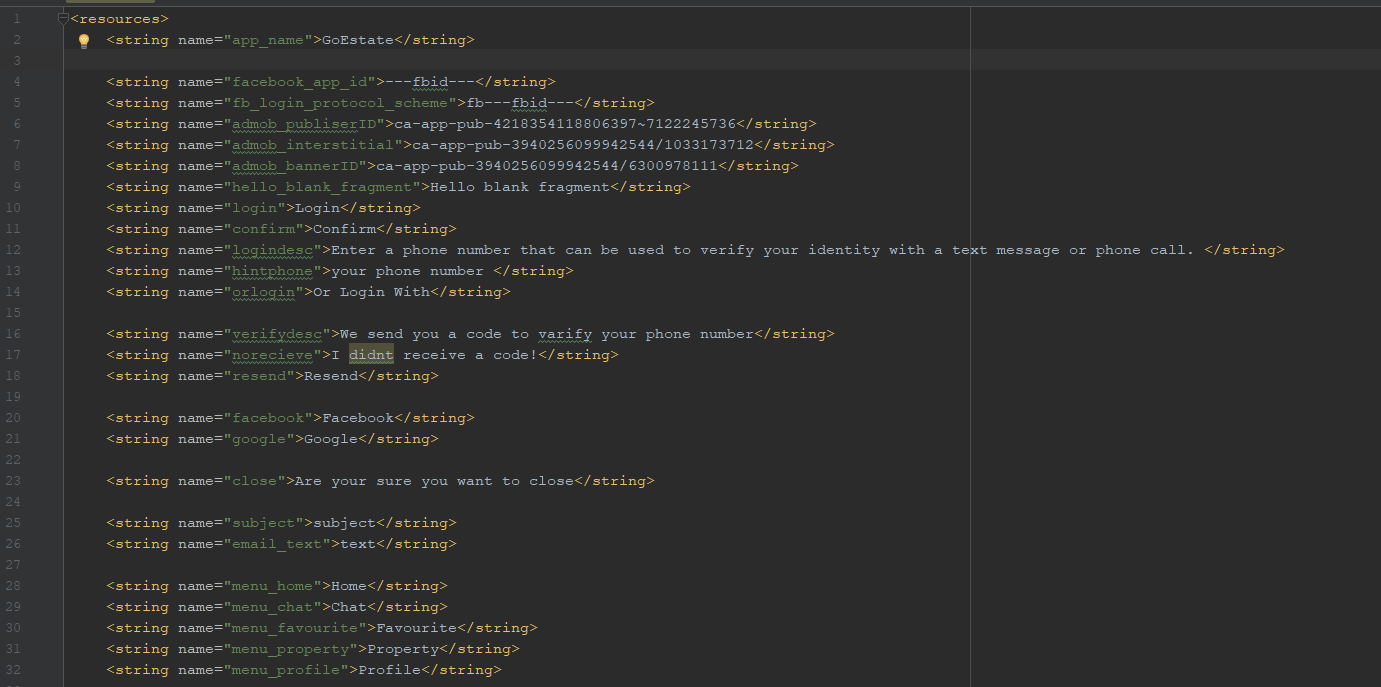 1 <resources>
2 <string name="app_name">GoEstate</string>
3
4 <string name="facebook_app_id">---fbid---</string>
5 <string name="fb_login_protocol_scheme">fb---fbid---</string>
6 <string name="admob_publiserID">ca-app-pub-4218354118806397~7122245736</string>
7 <string name="admob_interstitial">ca-app-pub-3940256099942544/1033173712</string>
8 <string name="admob_bannerID">ca-app-pub-3940256099942544/6300978111</string>
9 <string name="hello_blank_fragment">Hello blank fragment</string>
10 <string name="login">Login</string>
11 <string name="confirm">Confirm</string>
12 <string name="logindesc">Enter a phone number that can be used to verify your identity with a text message or phone call. </string>
13 <string name="hintphone">your phone number </string>
14 <string name="orlogin">Or Login With</string>
15
16 <string name="verifydesc">We send you a code to varify your phone number</string>
17 <string name="norecieve">I didnt receive a code!</string>
18 <string name="resend">Resend</string>
19
20 <string name="facebook">Facebook</string>
21 <string name="google">Google</string>
22
23 <string name="close">Are your sure you want to close</string>
24
25 <string name="subject">subject</string>
26 <string name="email_text">text</string>
27
28 <string name="menu_home">Home</string>
29 <string name="menu_chat">Chat</string>
30 <string name="menu_favourite">Favourite</string>
31 <string name="menu_property">Property</string>
32 <string name="menu_profile">Profile</string>